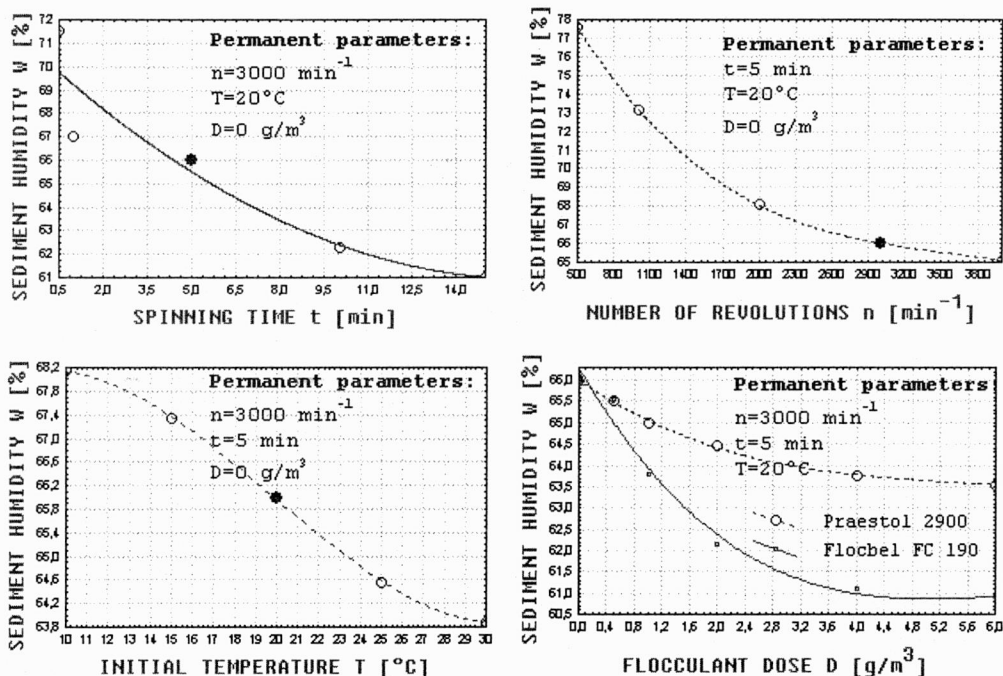 SEDIMENT HUMIDITY W [%]
72
71
70
69
68
67
66
65
64
63
62
61
Permanent parameters:
n=3000 min⁻¹
T=20°C
D=0 g/m³
0,5 2,0 3,5 5,0 6,5 8,0 9,5 11,0 12,5 14,0
SPINNING TIME t [min]
SEDIMENT HUMIDITY W [%]
78
77
76
75
74
73
72
71
70
69
68
67
66
65
Permanent parameters:
t=5 min
T=20°C
D=0 g/m³
500 800 1100 1400 1700 2000 2300 2600 2900 3200 3500 3800
NUMBER OF REVOLUTIONS n [min⁻¹]
SEDIMENT HUMIDITY W [%]
68,2
67,8
67,4
67,0
66,6
66,2
65,8
65,4
65,0
64,6
64,2
63,8
Permanent parameters:
n=3000 min⁻¹
t=5 min
D=0 g/m³
10 11 12 13 14 15 16 17 18 19 20 21 22 23 24 25 26 27 28 29 30
INITIAL TEMPERATURE T [°C]
SEDIMENT HUMIDITY W [%]
66,0
65,5
65,0
64,5
64,0
63,5
63,0
62,5
62,0
61,5
61,0
60,5
Permanent parameters
n=3000 min⁻¹
t=5 min
T=20°C
Praestol 2900
Flocbel FC 190
0,0 0,4 0,8 1,2 1,6 2,0 2,4 2,8 3,2 3,6 4,0 4,4 4,8 5,2 5,6 6,0
FLOCCULANT DOSE D [g/m³]